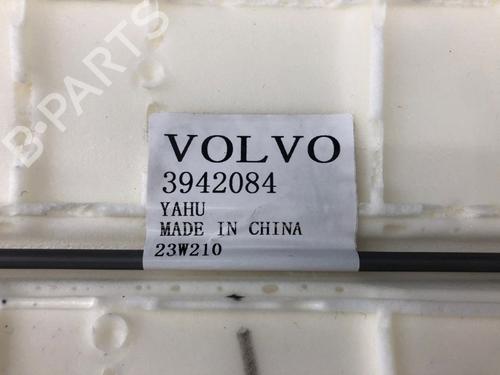 B-PARTS
VOLVO
3942084
YAHU
MADE IN CHINA
23W210